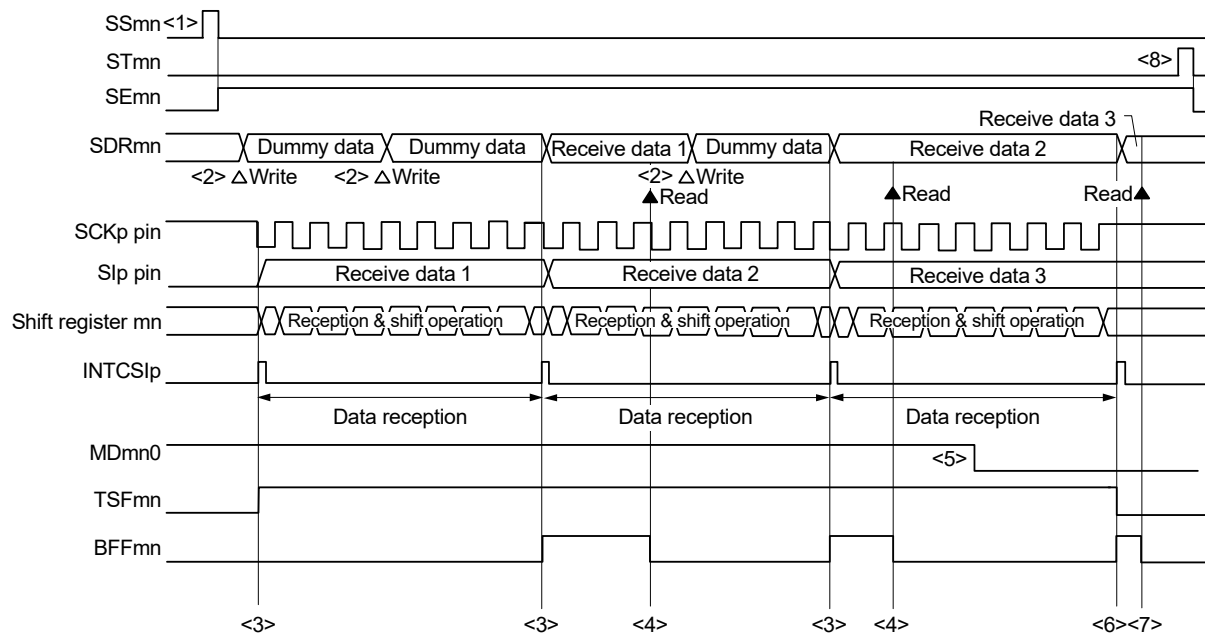 SSmn <1>
STmn <8>
SEmn
Receive data 3
SDRmn Dummy data Dummy data Receive data 1 Dummy data Receive data 2
<2> △Write <2> △Write <2> △Write
▲Read ▲Read Read▲
SCKp pin
SIp pin Receive data 1 Receive data 2 Receive data 3
Shift register mn Reception & shift operation Reception & shift operation Reception & shift operation
INTCSIp
Data reception Data reception Data reception
MDmn0 <5>
TSFmn
BFFmn
<3> <3> <4> <3> <4> <6> <7>